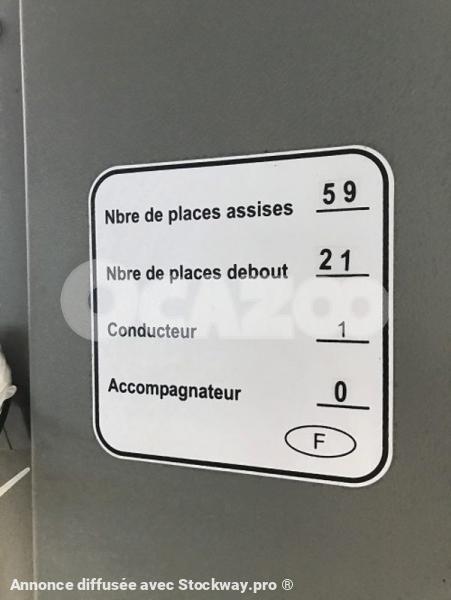 Nbre de places assises 59
Nbre de places debout 21
OCAZOO
Conducteur 1
Accompagnateur 0
F
Annonce diffusée avec Stockway.pro ®